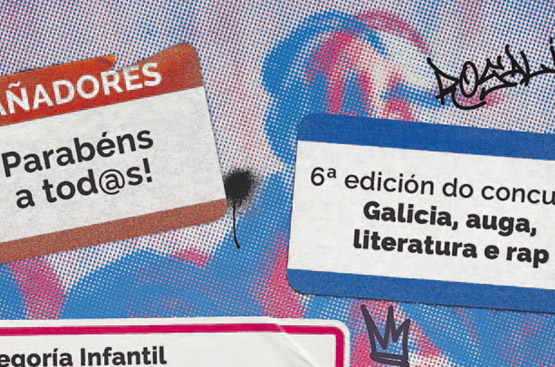 AÑADORES
Parabéns
a tod@s!
6ª edición do concu
Galicia, auga,
literatura e rap
egoría Infantil